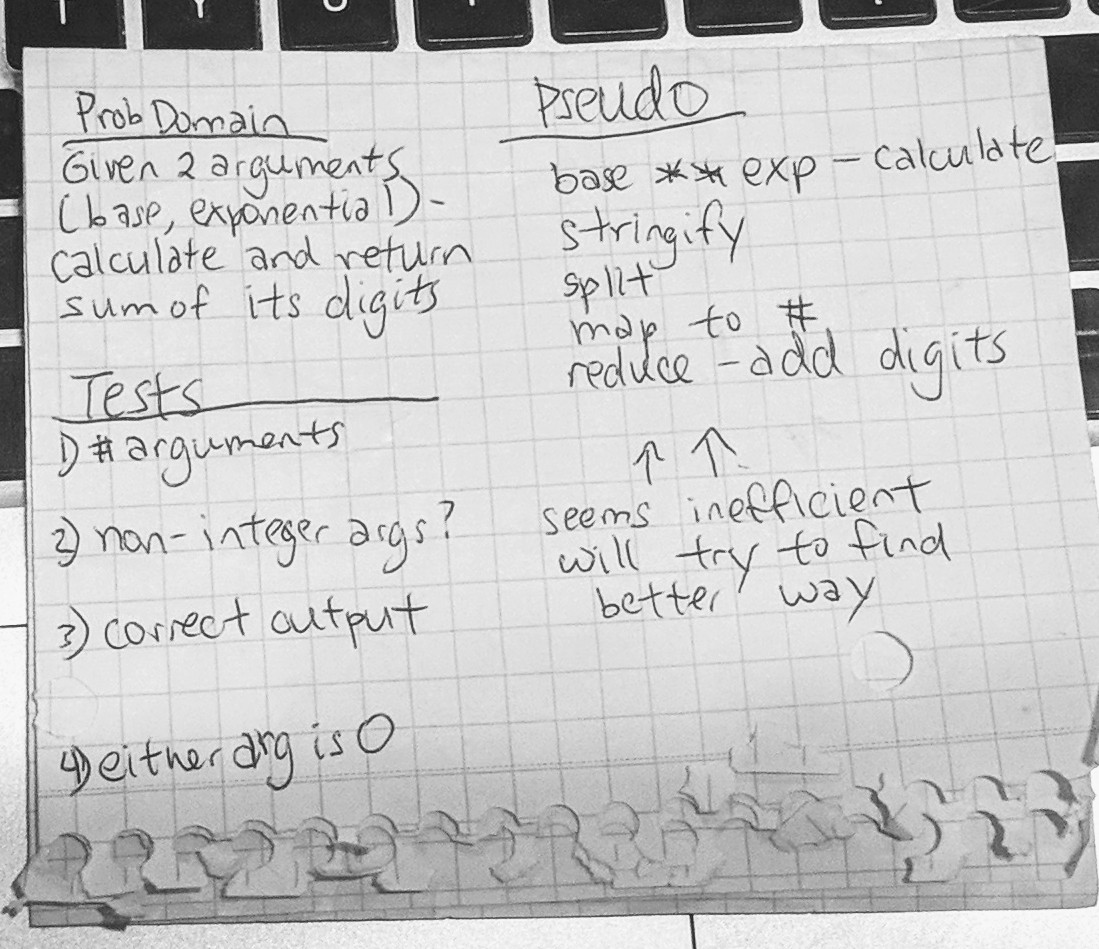 Prob Domain
Given 2 arguments
(base, exponential) -
calculate and return
sum of its digits
Tests
1) # arguments
2) non-integer args?
3) correct output
4) either arg is 0
Pseudo
base ** exp - calculate
stringify
split
map to #
reduce - add digits
↑ ↑
seems inefficient
will try to find
better way